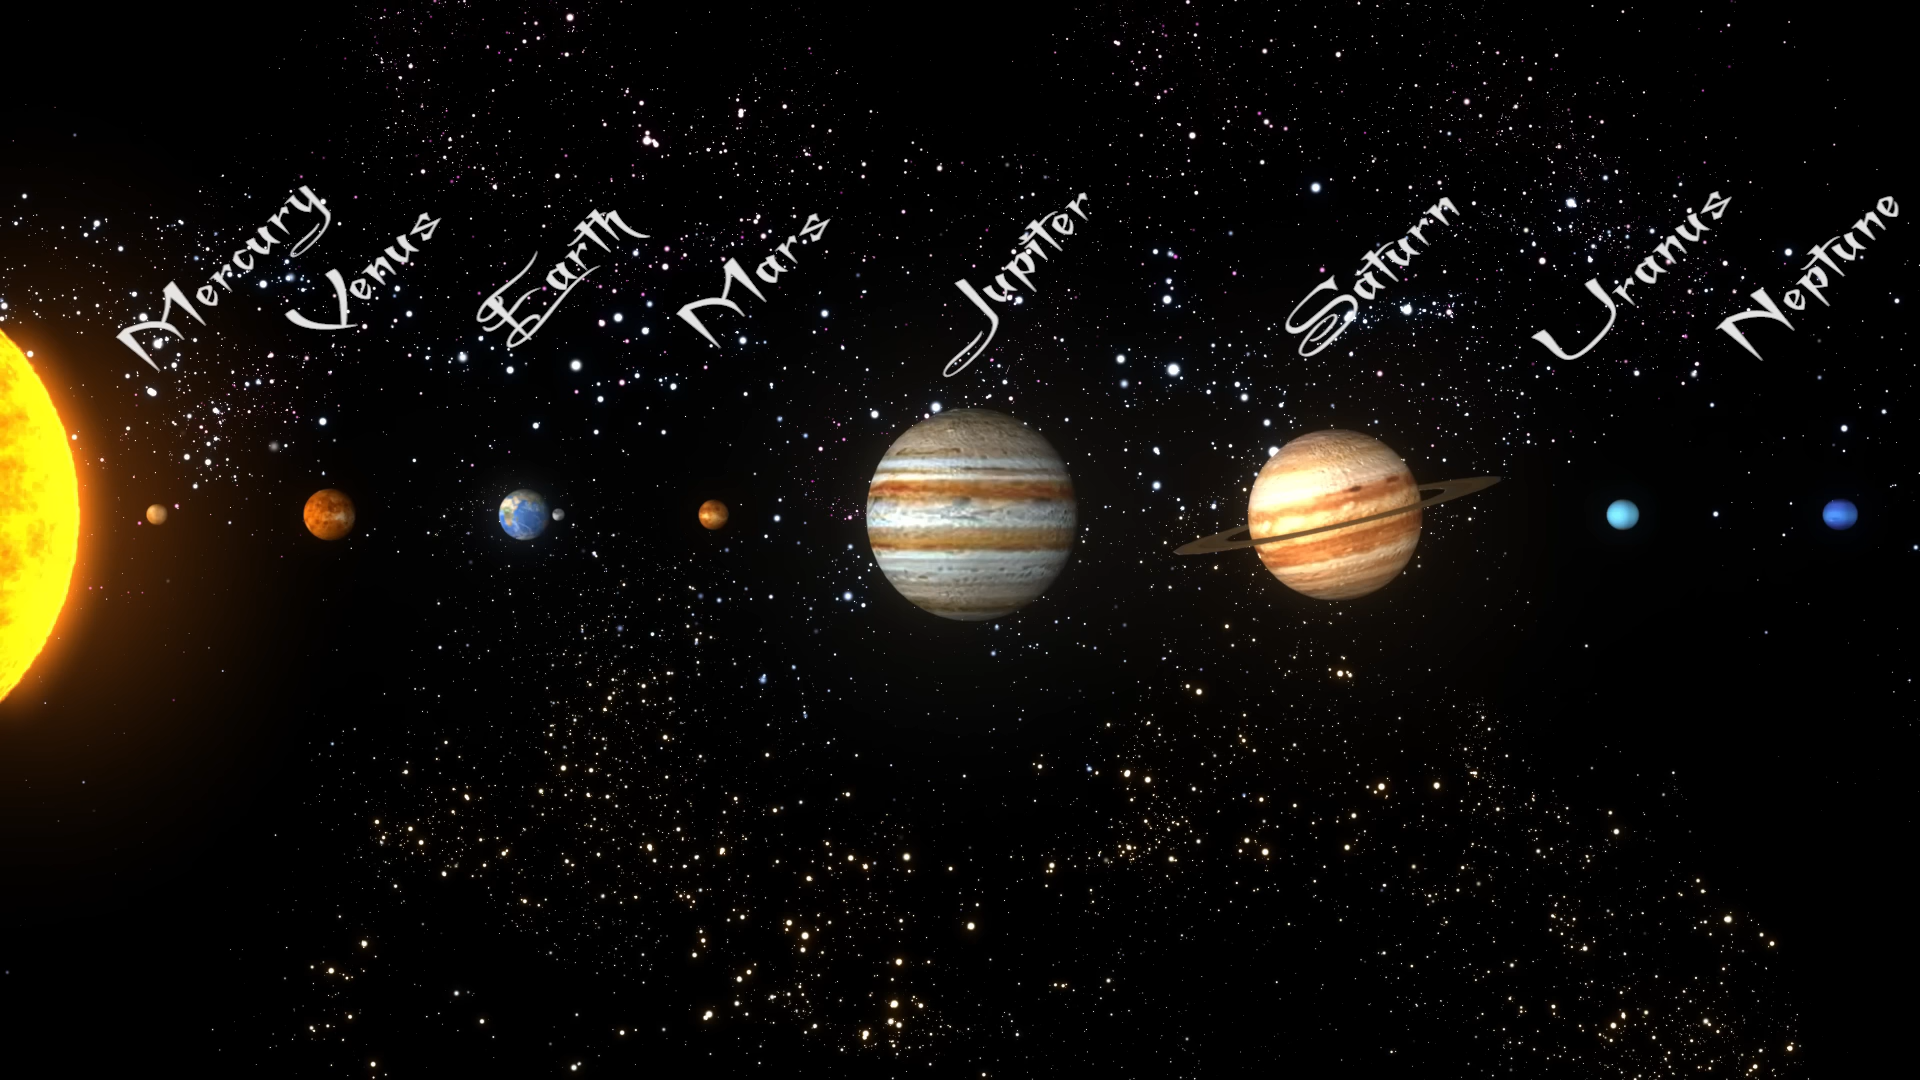 Mercury
Venus
Earth
Mars
Jupiter
Saturn
Uranus
Neptune